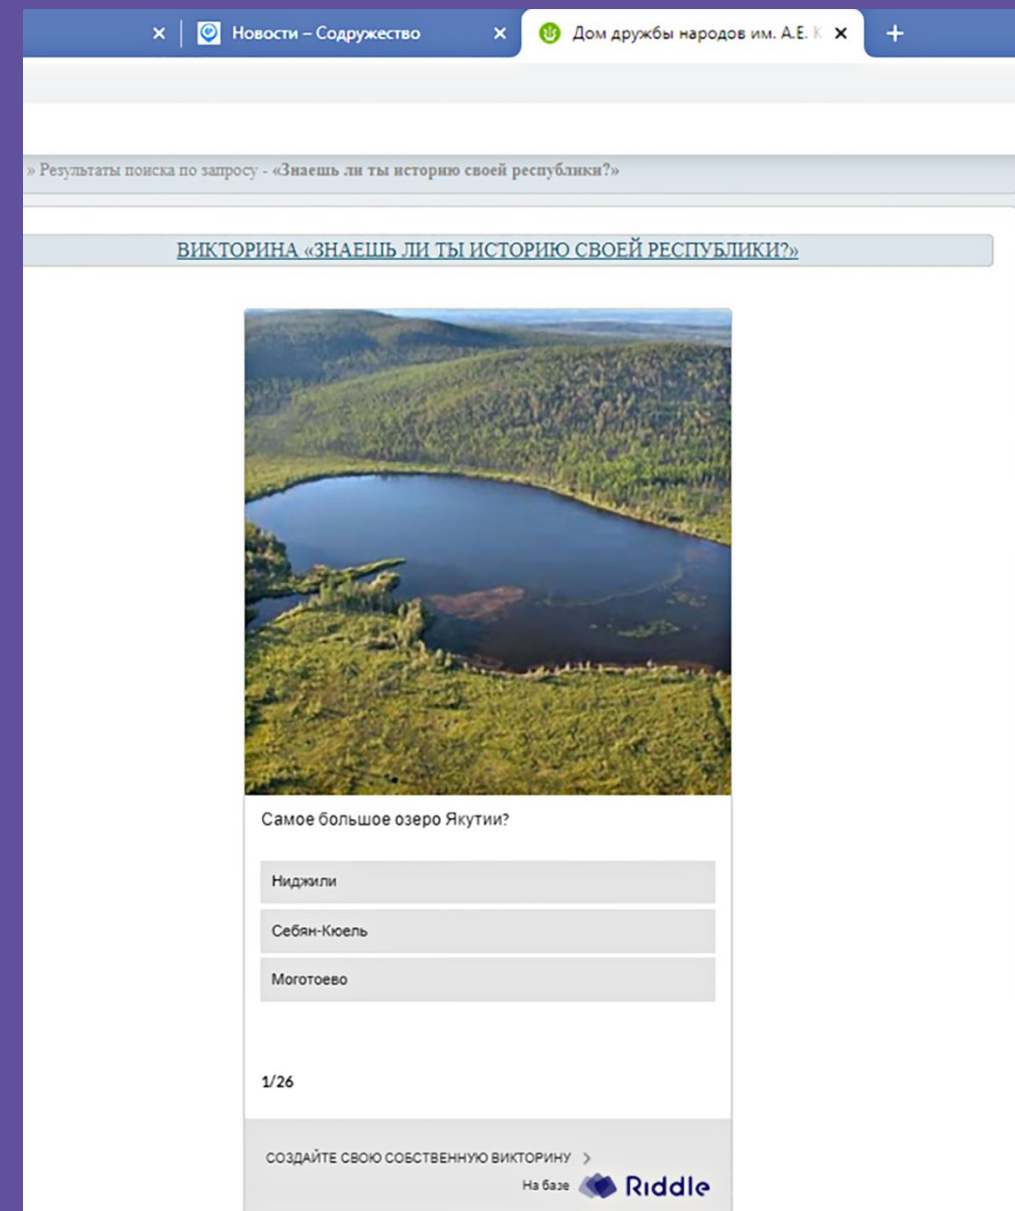 Новости – Содружество
Дом дружбы народов им. А.Е. К
» Результаты поиска по запросу - «Знаешь ли ты историю своей республики?»
ВИКТОРИНА «ЗНАЕШЬ ЛИ ТЫ ИСТОРИЮ СВОЕЙ РЕСПУБЛИКИ?»
Самое большое озеро Якутии?
Ниджили
Себян-Кюель
Моготоево
1/26
СОЗДАЙТЕ СВОЮ СОБСТВЕННУЮ ВИКТОРИНУ >
На базе Riddle